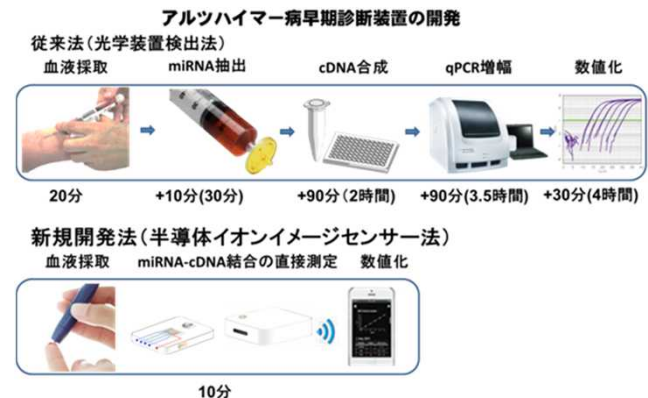 アルツハイマー病早期診断装置の開発
従来法(光学装置検出法)
血液採取 miRNA抽出 cDNA合成 qPCR増幅 数値化
20分 +10分(30分) +90分(2時間) +90分(3.5時間) +30分(4時間)
新規開発法(半導体イオンイメージセンサー法)
血液採取 miRNA-cDNA結合の直接測定 数値化
10分